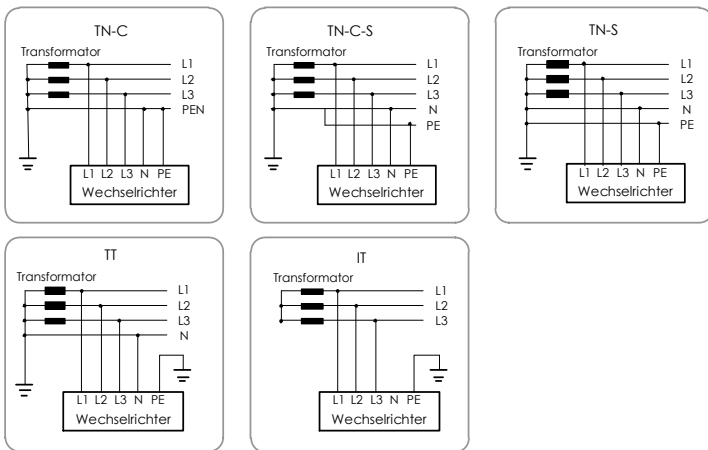 TN-C
Transformator
L1
L2
L3
PEN
L1 L2 L3 N PE
Wechselrichter
TN-C-S
Transformator
L1
L2
L3
N
PE
L1 L2 L3 N PE
Wechselrichter
TN-S
Transformator
L1
L2
L3
N
PE
L1 L2 L3 N PE
Wechselrichter
TT
Transformator
L1
L2
L3
N
L1 L2 L3 N PE
Wechselrichter
IT
Transformator
L1
L2
L3
L1 L2 L3 N PE
Wechselrichter